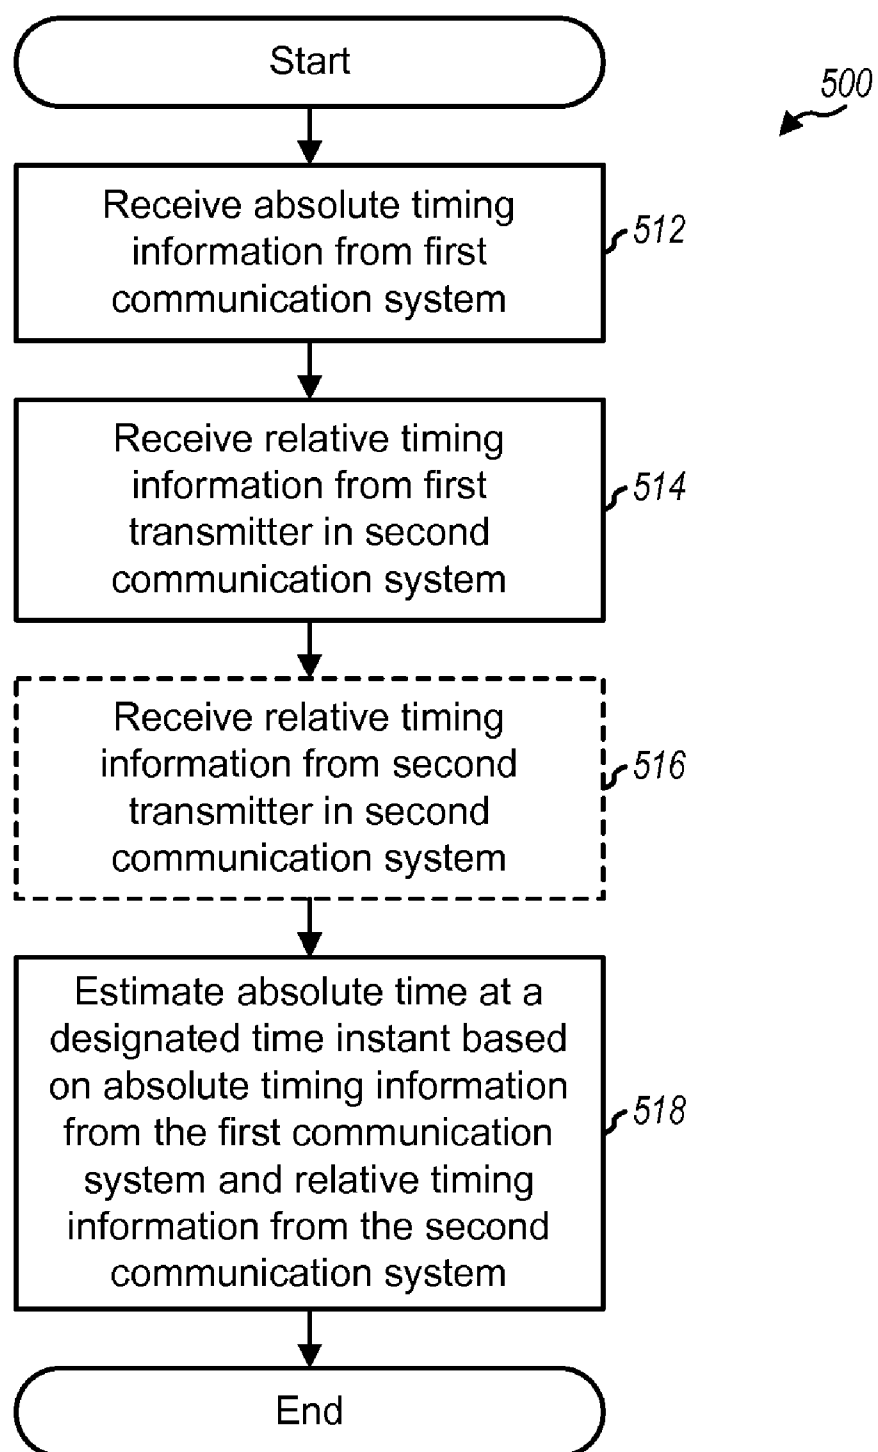 Start
500
Receive absolute timing
information from first
communication system
512
Receive relative timing
information from first
transmitter in second
communication system
514
Receive relative timing
information from second
transmitter in second
communication system
516
Estimate absolute time at a
designated time instant based
on absolute timing information
from the first communication
system and relative timing
information from the second
communication system
518
End